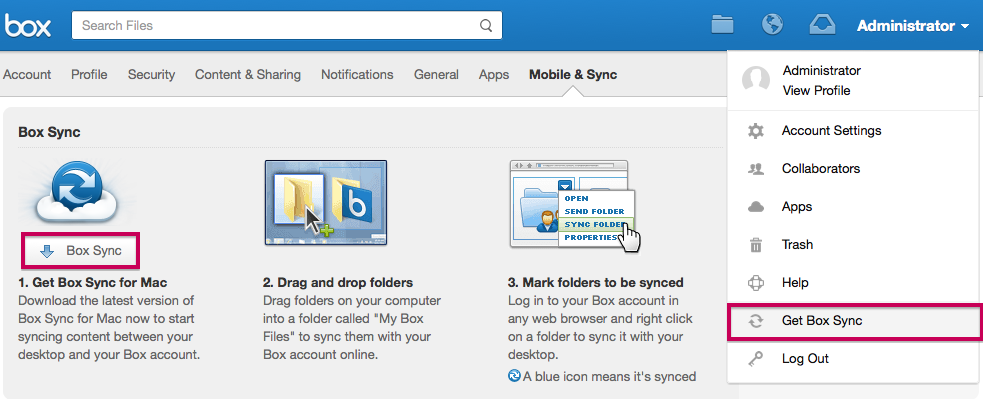 box
Search Files
Administrator
Account
Profile
Security
Content & Sharing
Notifications
General
Apps
Mobile & Sync
Box Sync
Box Sync
1. Get Box Sync for Mac
Download the latest version of
Box Sync for Mac now to start
syncing content between your
desktop and your Box account.
b
2. Drag and drop folders
Drag folders on your computer
into a folder called "My Box
Files" to sync them with your
Box account online.
OPEN
SEND FOLDER
SYNC FOLDER
PROPERTIES
3. Mark folders to be synced
Log in to your Box account in
any web browser and right click
on a folder to sync it with your
desktop.
A blue icon means it's synced
Administrator
View Profile
Account Settings
Collaborators
Apps
Trash
Help
Get Box Sync
Log Out